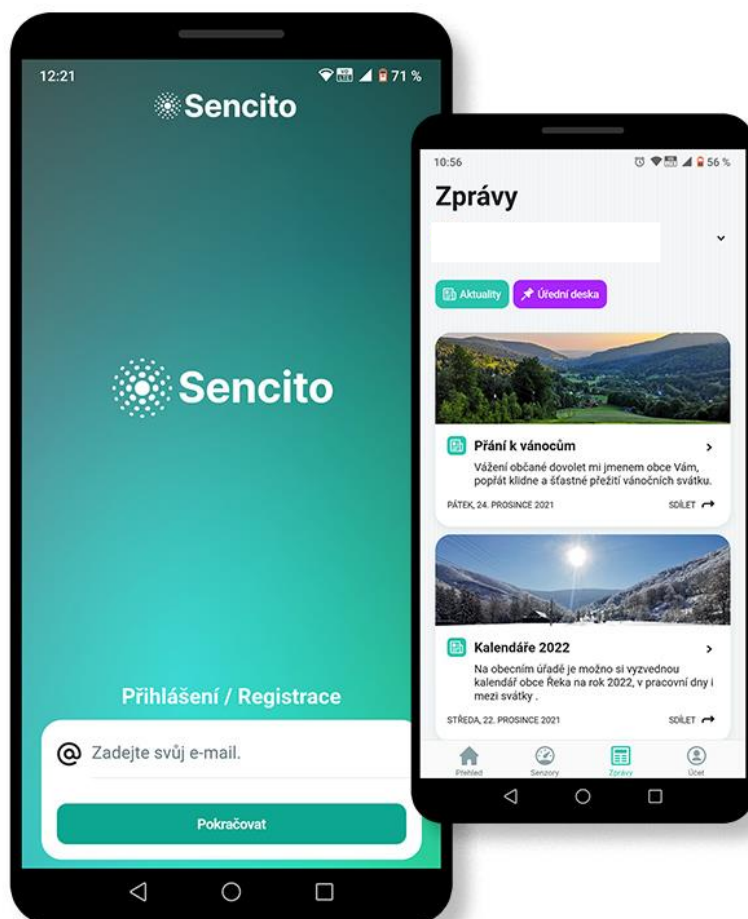 12:21
71 %
Sencito
Sencito
Přihlášení / Registrace
@ Zadejte svůj e-mail.
Pokračovat
10:56
56 %
Zprávy
Aktuality
Úřední deska
Přání k vánocům
Vážení občané dovolet mi jmenem obce Vám,
popřát klidne a šťastné přežití vánočních svátku.
PÁTEK, 24. PROSINCE 2021
SDÍLET
Kalendáře 2022
Na obecním úřadě je možno si vyzvednou
kalendář obce Řeka na rok 2022, v pracovní dny i
mezi svátky .
STŘEDA, 22. PROSINCE 2021
SDÍLET
Přehled
Senzory
Zprávy
Účet